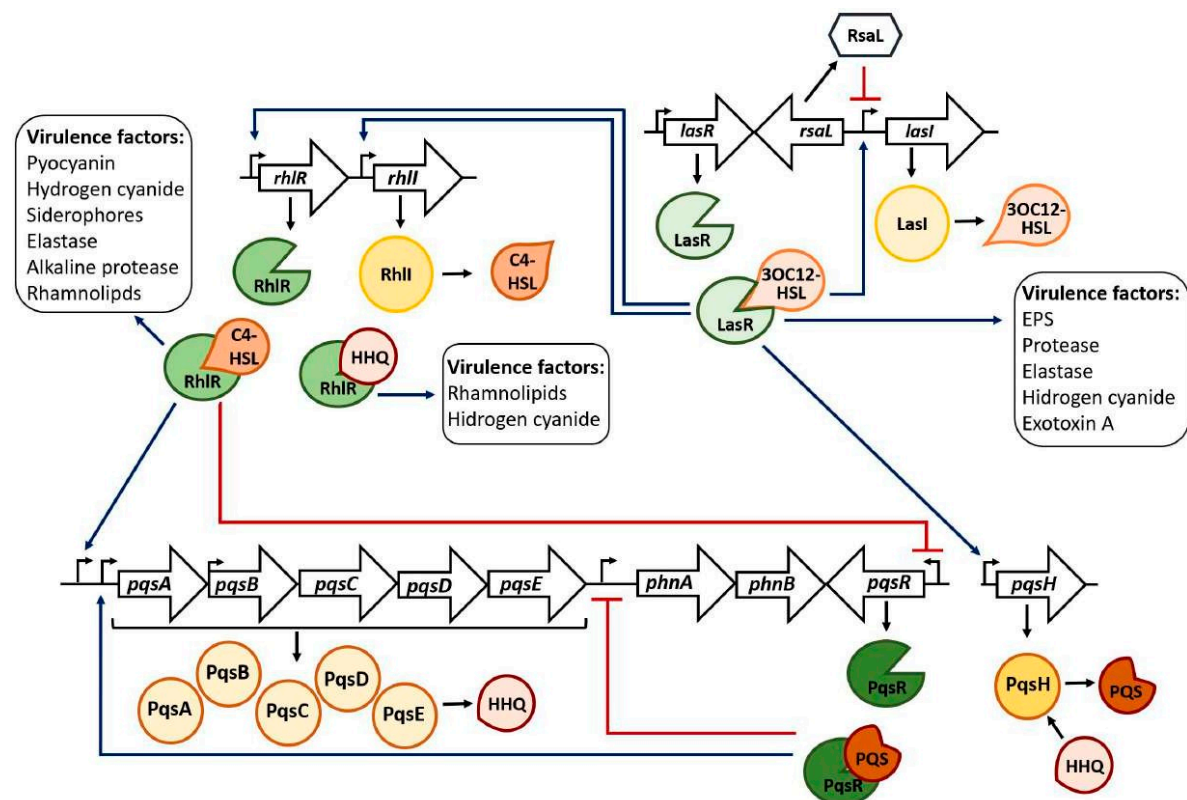 RsaL
lasR
rsaL
lasI
LasR
LasI
3OC12-
HSL
Virulence factors:
Pyocyanin
Hydrogen cyanide
Siderophores
Elastase
Alkaline protease
Rhamnolipds
rhlR
rhlI
RhlR
RhlI
C4-
HSL
3OC12-
HSL
LasR
Virulence factors:
EPS
Protease
Elastase
Hidrogen cyanide
Exotoxin A
C4-
HSL
RhlR
HHQ
RhlR
Virulence factors:
Rhamnolipids
Hidrogen cyanide
pqsA
pqsB
pqsC
pqsD
pqsE
phnA
phnB
pqsR
pqsH
PqsA
PqsB
PqsC
PqsD
PqsE
HHQ
PqsR
PqsH
PQS
HHQ
PQS
PqsR